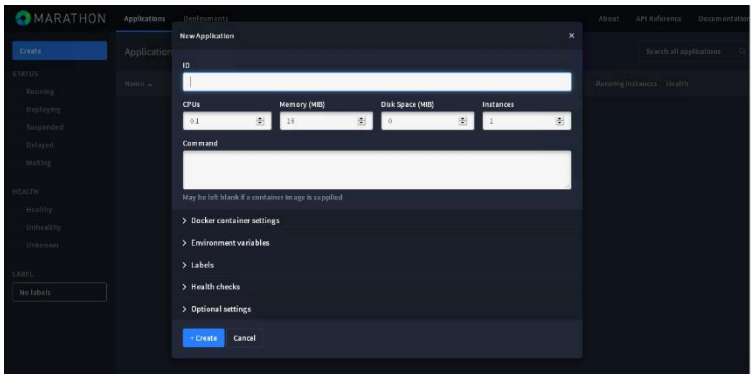 MARATHON
Applications
Deployments
About
API Reference
Documentation
New Application
×
Create
Application
Search all applications
ID
STATUS
Name
Running Instances
Health
Running
CPUs
Memory (MiB)
Disk Space (MiB)
Instances
Deploying
0.1
16
0
1
Suspended
Delayed
Command
Waiting
HEALTH
May be left blank if a container image is supplied
Healthy
> Docker container settings
Unhealthy
> Environment variables
Unknown
> Labels
LABEL
> Health checks
No labels
> Optional settings
+ Create
Cancel